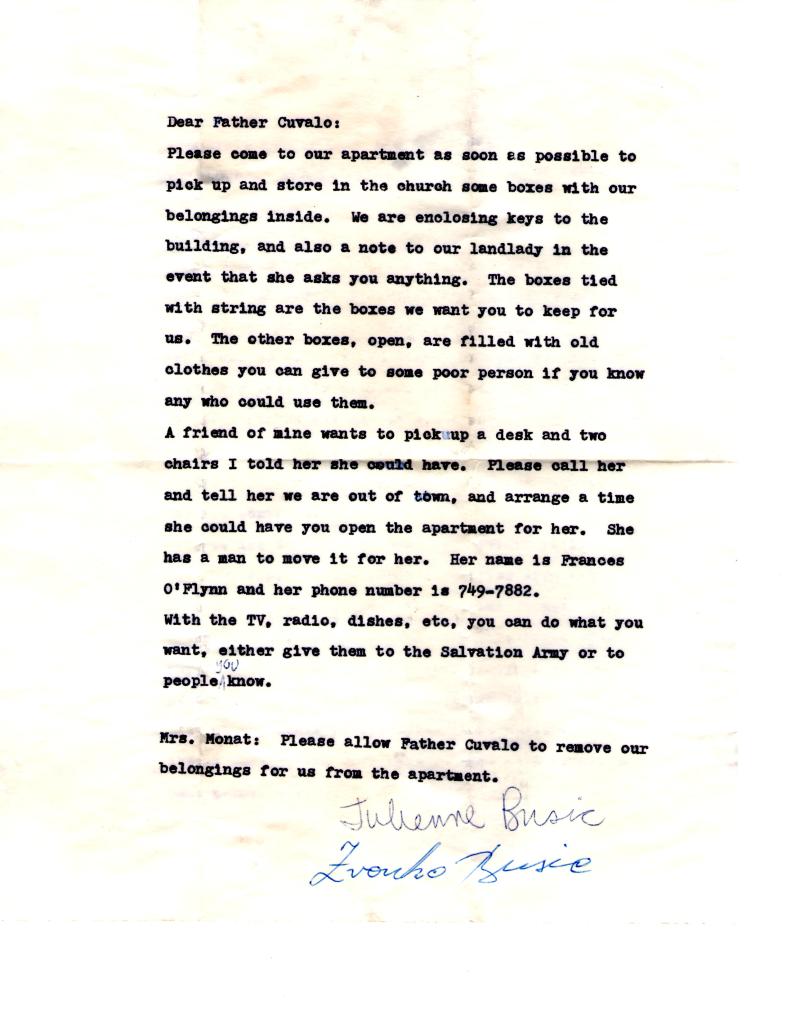 Dear Father Cuvalo:
Please come to our apartment as soon as possible to
pick up and store in the church some boxes with our
belongings inside. We are enclosing keys to the
building, and also a note to our landlady in the
event that she asks you anything. The boxes tied
with string are the boxes we want you to keep for
us. The other boxes, open, are filled with old
clothes you can give to some poor person if you know
any who could use them.
A friend of mine wants to pick up a desk and two
chairs I told her she could have. Please call her
and tell her we are out of town, and arrange a time
she could have you open the apartment for her. She
has a man to move it for her. Her name is Frances
O'Flynn and her phone number is 749-7882.
With the TV, radio, dishes, etc, you can do what you
want, either give them to the Salvation Army or to
people you know.
Mrs. Monat: Please allow Father Cuvalo to remove our
belongings for us from the apartment.
Julienne Busic
Zvonko Busic